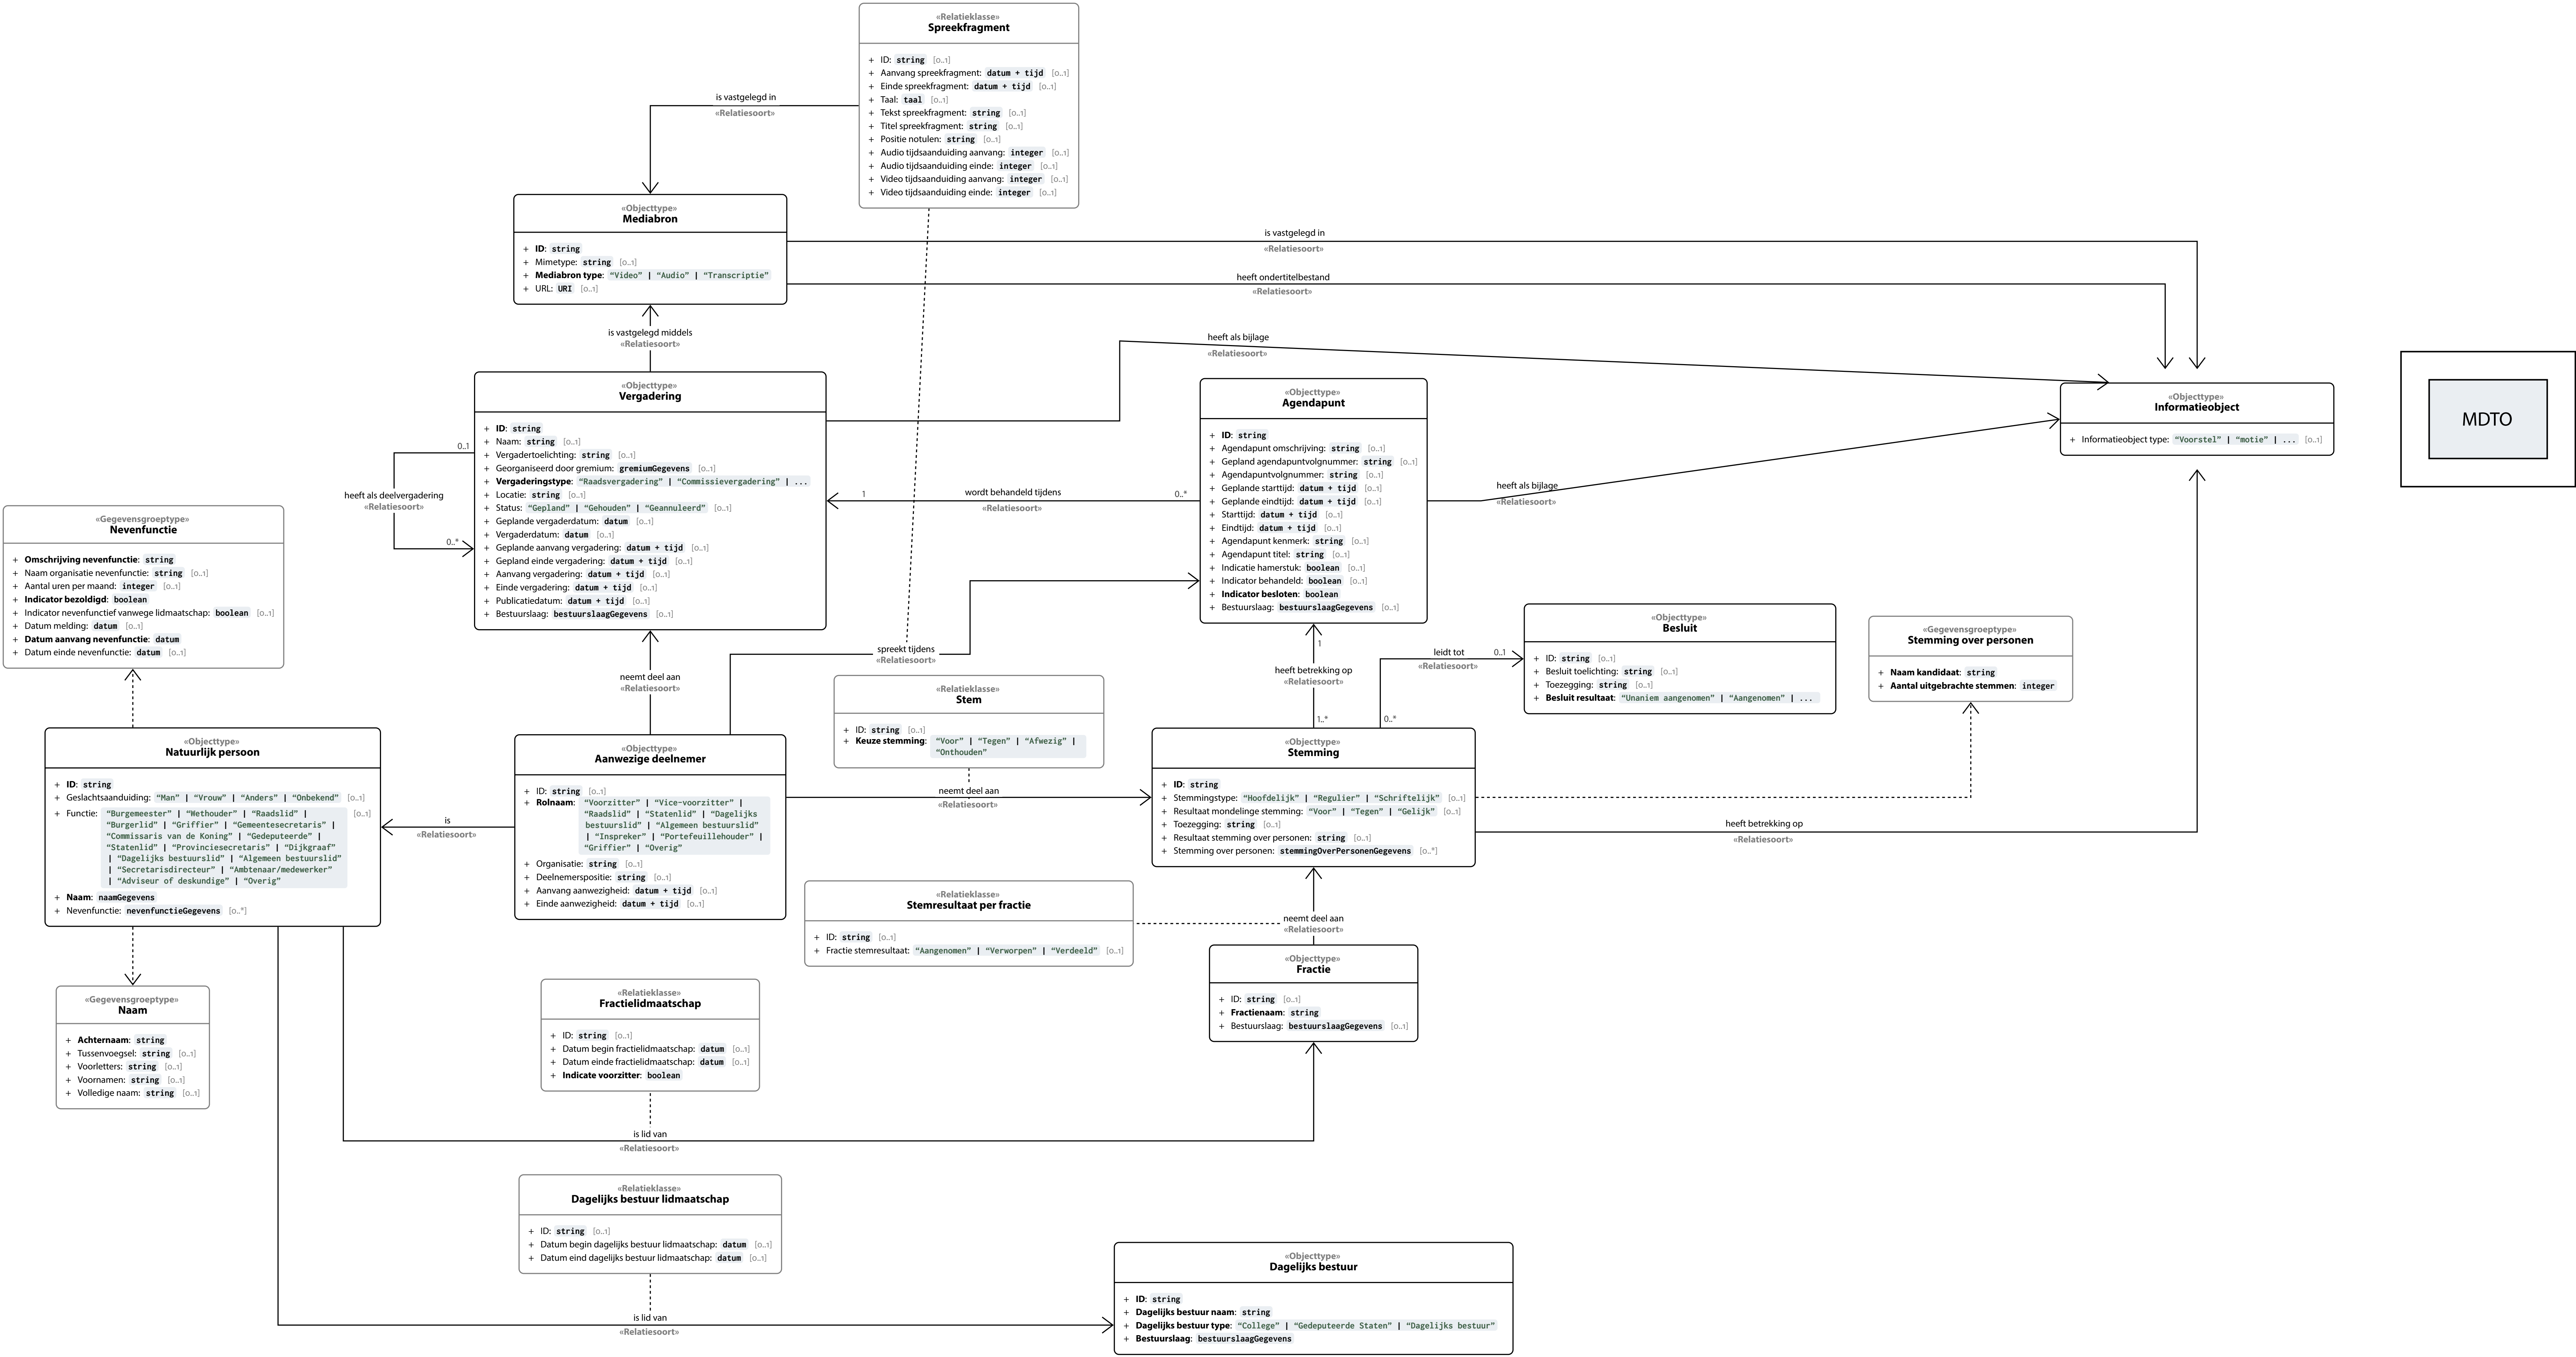 «Relatieklasse»
Spreekfragment
+ ID: string [0..1]
+ Aanvang spreekfragment: datum + tijd [0..1]
+ Einde spreekfragment: datum + tijd [0..1]
+ Taal: taal [0..1]
+ Tekst spreekfragment: string [0..1]
+ Titel spreekfragment: string [0..1]
+ Positie notulen: string [0..1]
+ Audio tijdsaanduiding aanvang: integer [0..1]
+ Audio tijdsaanduiding einde: integer [0..1]
+ Video tijdsaanduiding aanvang: integer [0..1]
+ Video tijdsaanduiding einde: integer [0..1]
is vastgelegd in
«Relatiesoort»
«Objecttype»
Mediabron
+ ID: string
+ Mimetype: string [0..1]
+ Mediabron type: “Video” | “Audio” | “Transcriptie”
+ URL: URI [0..1]
is vastgelegd in
«Relatiesoort»
heeft ondertitelbestand
«Relatiesoort»
is vastgelegd middels
«Relatiesoort»
heeft als bijlage
«Relatiesoort»
«Objecttype»
Vergadering
+ ID: string
+ Naam: string [0..1]
+ Vergadertoelichting: string [0..1]
+ Georganiseerd door gremium: gremiumGegevens [0..1]
+ Vergaderingstype: “Raadsvergadering” | “Commissievergadering” | ...
+ Locatie: string [0..1]
+ Status: “Gepland” | “Gehouden” | “Geannuleerd” [0..1]
+ Geplande vergaderdatum: datum [0..1]
+ Vergaderdatum: datum [0..1]
+ Geplande aanvang vergadering: datum + tijd [0..1]
+ Gepland einde vergadering: datum + tijd [0..1]
+ Aanvang vergadering: datum + tijd [0..1]
+ Einde vergadering: datum + tijd [0..1]
+ Publicatiedatum: datum + tijd [0..1]
+ Bestuurslaag: bestuurslaagGegevens [0..1]
0..1
heeft als deelvergadering
«Relatiesoort»
0..*
«Objecttype»
Agendapunt
+ ID: string
+ Agendapunt omschrijving: string [0..1]
+ Gepland agendapuntvolgnummer: string [0..1]
+ Agendapuntvolgnummer: string [0..1]
+ Geplande starttijd: datum + tijd [0..1]
+ Geplande eindtijd: datum + tijd [0..1]
+ Starttijd: datum + tijd [0..1]
+ Eindtijd: datum + tijd [0..1]
+ Agendapunt kenmerk: string [0..1]
+ Agendapunt titel: string [0..1]
+ Indicatie hamerstuk: boolean [0..1]
+ Indicator behandeld: boolean [0..1]
+ Indicator besloten: boolean
+ Bestuurslaag: bestuurslaagGegevens [0..1]
1 wordt behandeld tijdens 0..*
«Relatiesoort»
heeft als bijlage
«Relatiesoort»
«Objecttype»
Informatieobject
+ Informatieobject type: “Voorstel” | “motie” | ... [0..1]
MDTO
«Gegevensgroeptype»
Nevenfunctie
+ Omschrijving nevenfunctie: string
+ Naam organisatie nevenfunctie: string [0..1]
+ Aantal uren per maand: integer [0..1]
+ Indicator bezoldigd: boolean
+ Indicator nevenfunctief vanwege lidmaatschap: boolean [0..1]
+ Datum melding: datum [0..1]
+ Datum aanvang nevenfunctie: datum
+ Datum einde nevenfunctie: datum [0..1]
neemt deel aan
«Relatiesoort»
spreekt tijdens
«Relatiesoort»
«Relatieklasse»
Stem
+ ID: string [0..1]
+ Keuze stemming: “Voor” | “Tegen” | “Afwezig” |
“Onthouden”
1
heeft betrekking op
«Relatiesoort»
1..*
leidt tot 0..1
«Relatiesoort»
0..*
«Objecttype»
Besluit
+ ID: string [0..1]
+ Besluit toelichting: string [0..1]
+ Toezegging: string [0..1]
+ Besluit resultaat: “Unaniem aangenomen” | “Aangenomen” | ...
«Gegevensgroeptype»
Stemming over personen
+ Naam kandidaat: string
+ Aantal uitgebrachte stemmen: integer
«Objecttype»
Natuurlijk persoon
+ ID: string
+ Geslachtsaanduiding: “Man” | “Vrouw” | “Anders” | “Onbekend” [0..1]
+ Functie: “Burgemeester” | “Wethouder” | “Raadslid” | [0..1]
“Burgerlid” | “Griffier” | “Gemeentesecretaris” |
“Commissaris van de Koning” | “Gedeputeerde” |
“Statenlid” | “Provinciesecretaris” | “Dijkgraaf”
| “Dagelijks bestuurslid” | “Algemeen bestuurslid”
| “Secretarisdirecteur” | “Ambtenaar/medewerker”
| “Adviseur of deskundige” | “Overig”
+ Naam: naamGegevens
+ Nevenfunctie: nevenfunctieGegevens [0..*]
is
«Relatiesoort»
«Objecttype»
Aanwezige deelnemer
+ ID: string [0..1]
+ Rolnaam: “Voorzitter” | “Vice-voorzitter” |
“Raadslid” | “Statenlid” | “Dagelijks
bestuurslid” | “Algemeen bestuurslid”
| “Inspreker” | “Portefeuillehouder” |
“Griffier” | “Overig”
+ Organisatie: string [0..1]
+ Deelnemerspositie: string [0..1]
+ Aanvang aanwezigheid: datum + tijd [0..1]
+ Einde aanwezigheid: datum + tijd [0..1]
neemt deel aan
«Relatiesoort»
«Objecttype»
Stemming
+ ID: string
+ Stemmingstype: “Hoofdelijk” | “Regulier” | “Schriftelijk” [0..1]
+ Resultaat mondelinge stemming: “Voor” | “Tegen” | “Gelijk” [0..1]
+ Toezegging: string [0..1]
+ Resultaat stemming over personen: string [0..1]
+ Stemming over personen: stemmingOverPersonenGegevens [0..*]
heeft betrekking op
«Relatiesoort»
«Relatieklasse»
Stemresultaat per fractie
+ ID: string [0..1]
+ Fractie stemresultaat: “Aangenomen” | “Verworpen” | “Verdeeld” [0..1]
neemt deel aan
«Relatiesoort»
«Objecttype»
Fractie
+ ID: string [0..1]
+ Fractienaam: string
+ Bestuurslaag: bestuurslaagGegevens [0..1]
«Gegevensgroeptype»
Naam
+ Achternaam: string
+ Tussenvoegsel: string [0..1]
+ Voorletters: string [0..1]
+ Voornamen: string [0..1]
+ Volledige naam: string [0..1]
«Relatieklasse»
Fractielidmaatschap
+ ID: string [0..1]
+ Datum begin fractielidmaatschap: datum [0..1]
+ Datum einde fractielidmaatschap: datum [0..1]
+ Indicate voorzitter: boolean
is lid van
«Relatiesoort»
«Relatieklasse»
Dagelijks bestuur lidmaatschap
+ ID: string [0..1]
+ Datum begin dagelijks bestuur lidmaatschap: datum [0..1]
+ Datum eind dagelijks bestuur lidmaatschap: datum [0..1]
is lid van
«Relatiesoort»
«Objecttype»
Dagelijks bestuur
+ ID: string
+ Dagelijks bestuur naam: string
+ Dagelijks bestuur type: “College” | “Gedeputeerde Staten” | “Dagelijks bestuur”
+ Bestuurslaag: bestuurslaagGegevens